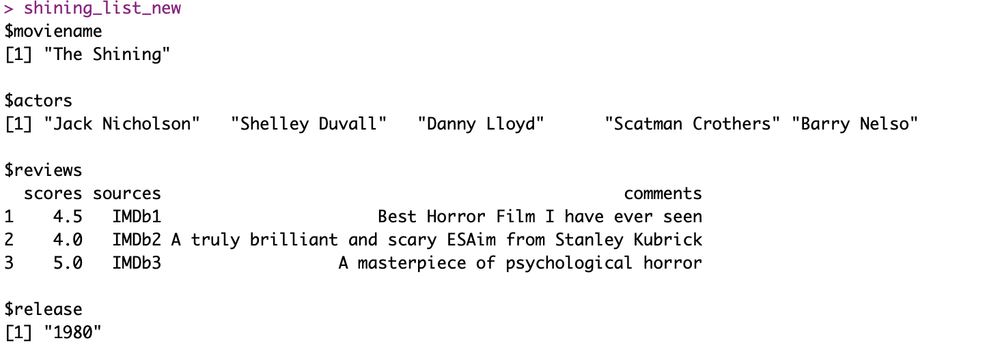 > shining_list_new
$moviename
[1] "The Shining"
$actors
[1] "Jack Nicholson"   "Shelley Duvall"   "Danny Lloyd"      "Scatman Crothers" "Barry Nelso"
$reviews
  scores sources                                               comments
1    4.5   IMDb1                      Best Horror Film I have ever seen
2    4.0   IMDb2 A truly brilliant and scary ESAim from Stanley Kubrick
3    5.0   IMDb3                  A masterpiece of psychological horror
$release
[1] "1980"